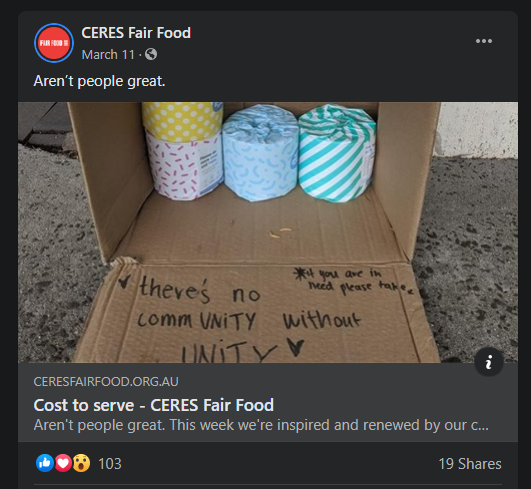 CERES Fair Food
FAIR FOOD
March 11 ·
Aren't people great.
there's no
commUNITY without
UNITY
*if you are in
need please take
CERESFAIRFOOD.ORG.AU
Cost to serve - CERES Fair Food
Aren't people great. This week we're inspired and renewed by our c...
103
19 Shares